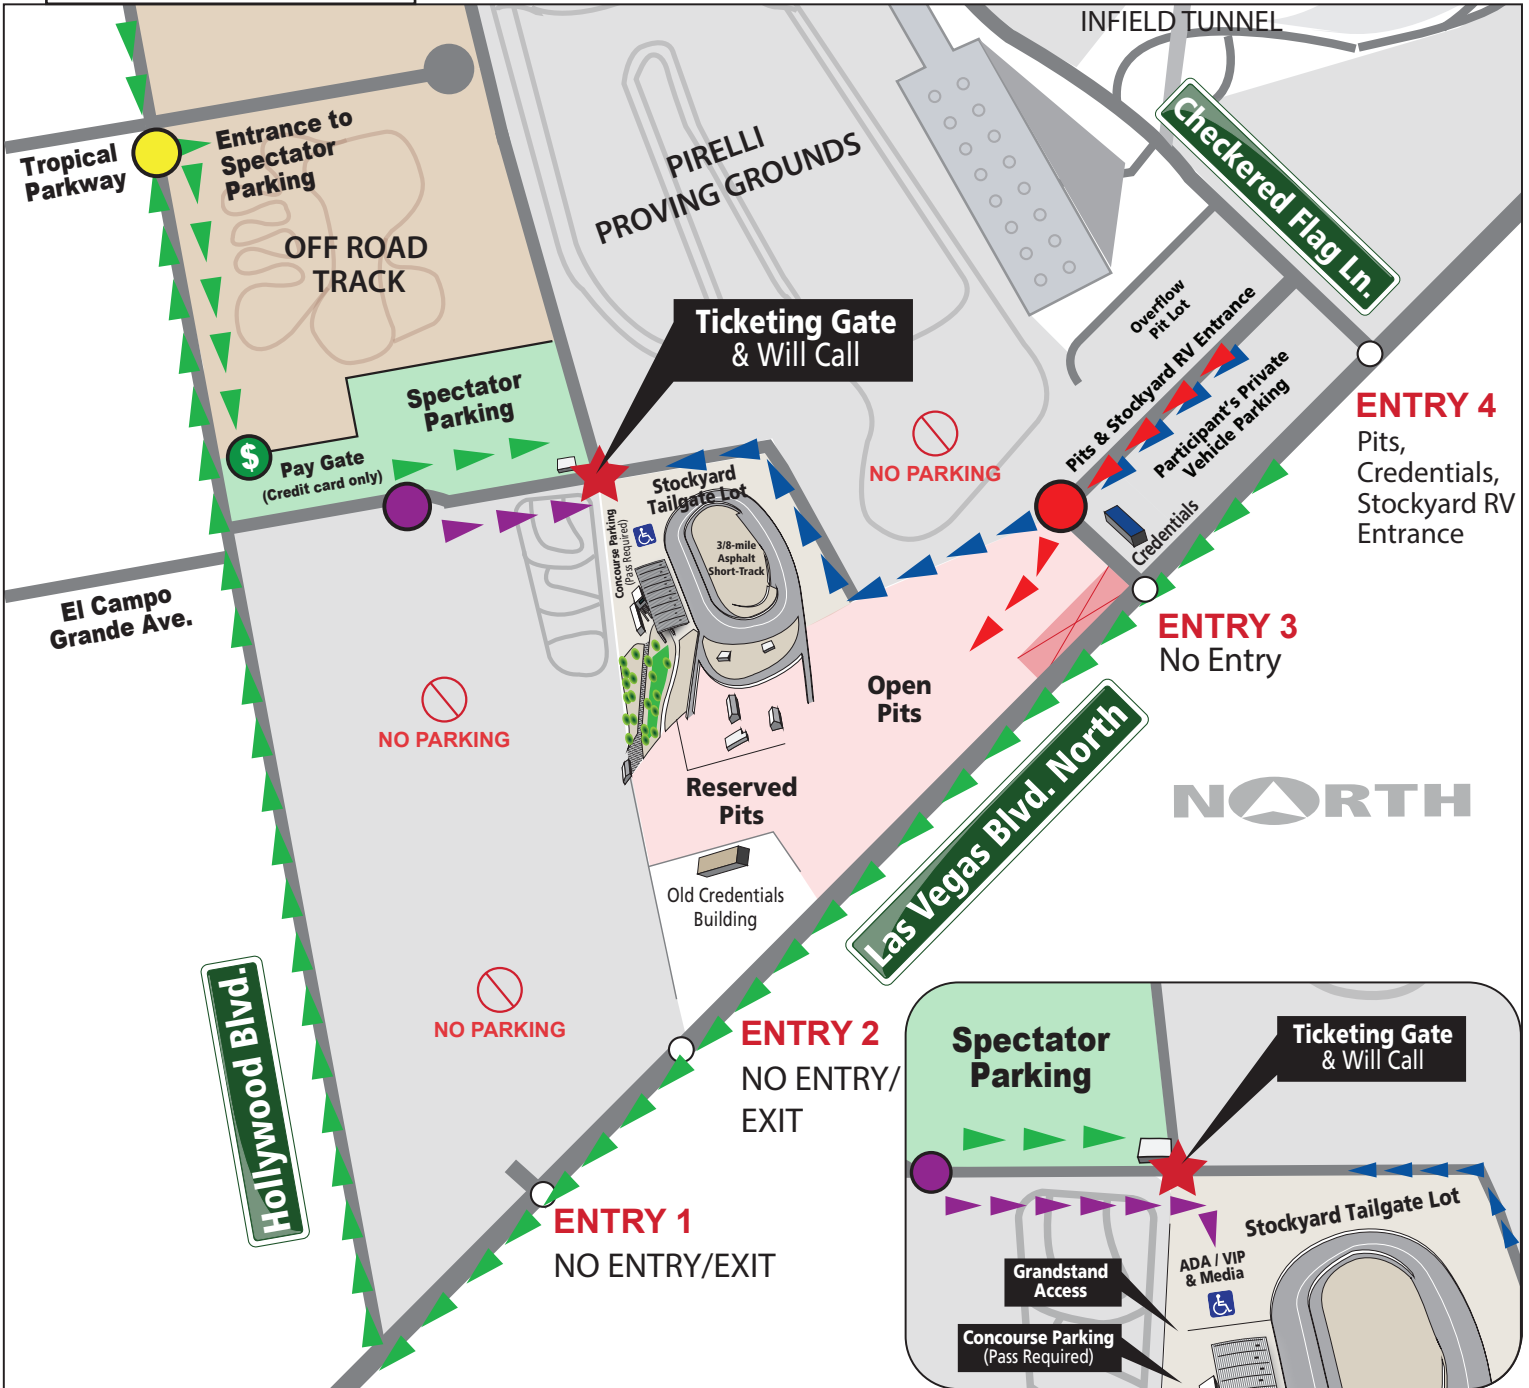 INFIELD TUNNEL
Checkered Flag Ln.
Tropical
Parkway
Entrance to
Spectator
Parking
OFF ROAD
TRACK
PIRELLI
PROVING GROUNDS
Overflow
Pit Lot
Pits & Stockyard RV Entrance
Participant's Private
Vehicle Parking
Ticketing Gate
& Will Call
Spectator
Parking
$
Pay Gate
(Credit card only)
NO PARKING
ENTRY 4
Pits,
Credentials,
Stockyard RV
Entrance
Stockyard
Tailgate Lot
Concourse Parking
(Pass Required)
3/8-mile
Asphalt
Short-Track
Credentials
El Campo
Grande Ave.
ENTRY 3
No Entry
Open
Pits
NO PARKING
Reserved
Pits
Las Vegas Blvd. North
NORTH
Old Credentials
Building
NO PARKING
Hollywood Blvd.
ENTRY 2
NO ENTRY/
EXIT
ENTRY 1
NO ENTRY/EXIT
Spectator
Parking
Ticketing Gate
& Will Call
Stockyard Tailgate Lot
ADA / VIP
& Media
Grandstand
Access
Concourse Parking
(Pass Required)